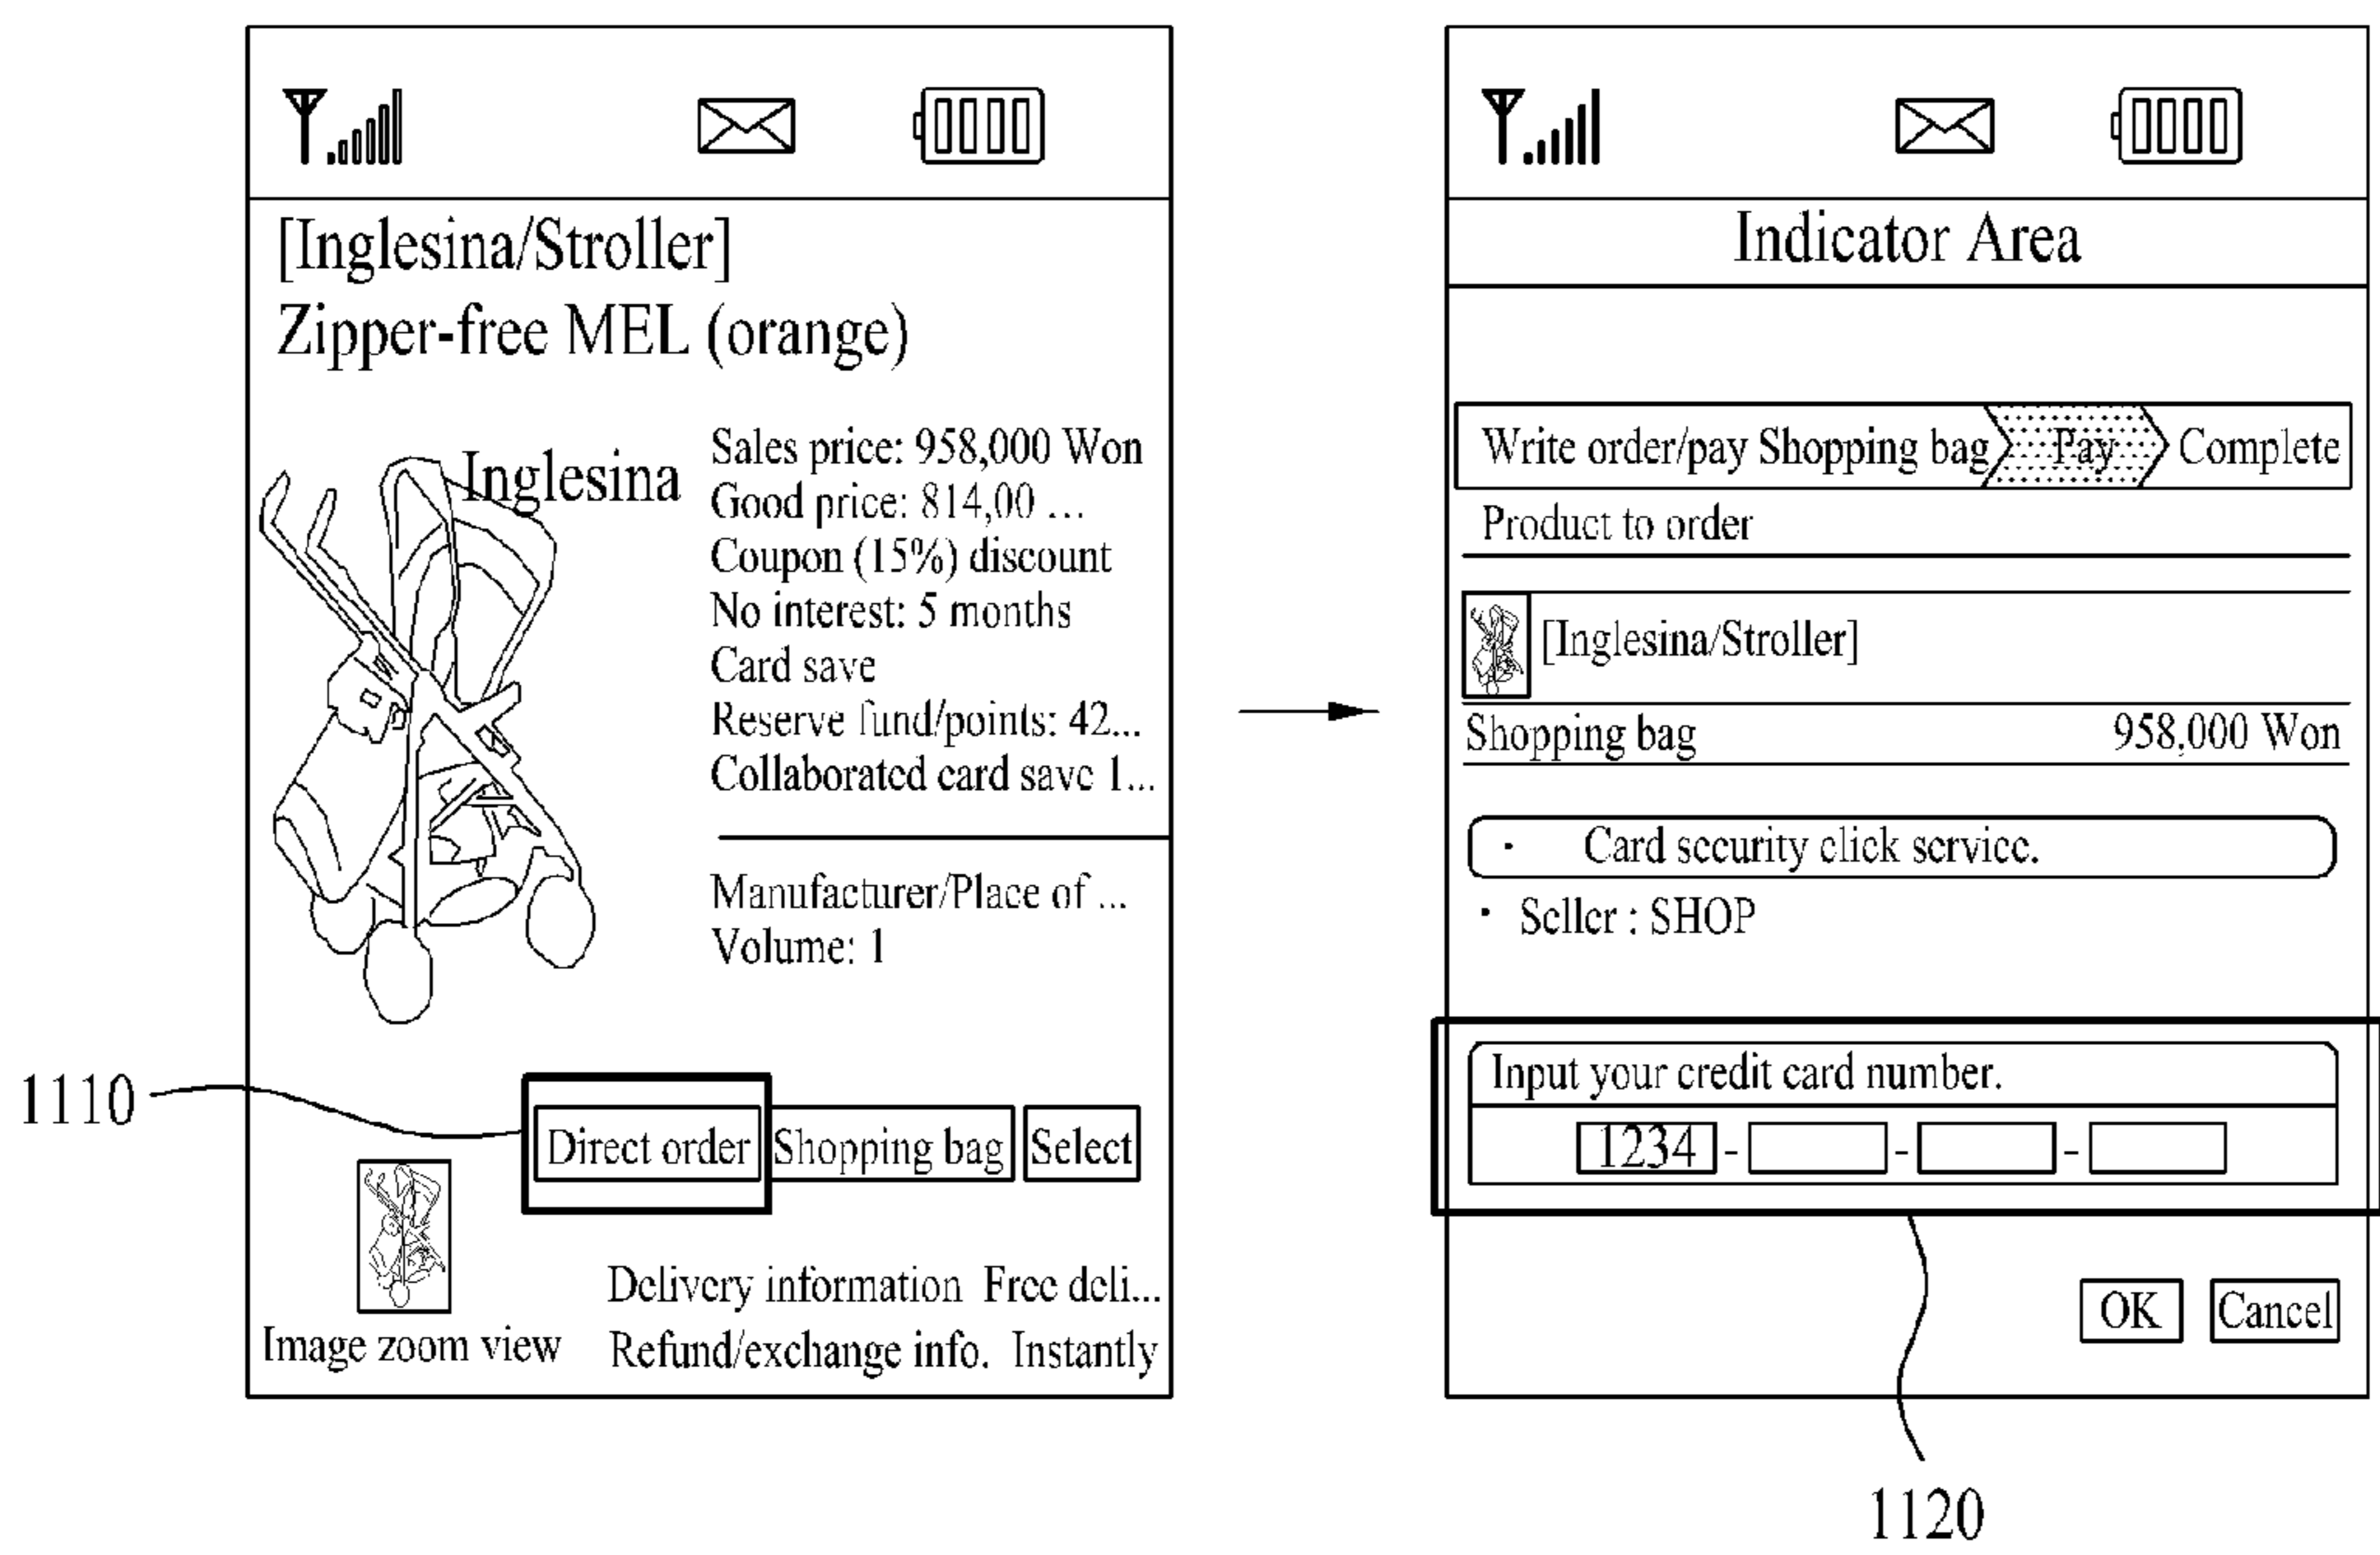 [Inglesina/Stroller]
Zipper-free MEL (orange)
Inglesina
Sales price: 958,000 Won
Good price: 814,00 ...
Coupon (15%) discount
No interest: 5 months
Card save
Reserve fund/points: 42...
Collaborated card save 1...
Manufacturer/Place of ...
Volume: 1
1110
Direct order Shopping bag Select
Image zoom view
Delivery information Free deli...
Refund/exchange info. Instantly
Indicator Area
Write order/pay Shopping bag Pay Complete
Product to order
[Inglesina/Stroller]
Shopping bag 958,000 Won
· Card security click service.
· Seller : SHOP
Input your credit card number.
1234 - - -
OK Cancel
1120